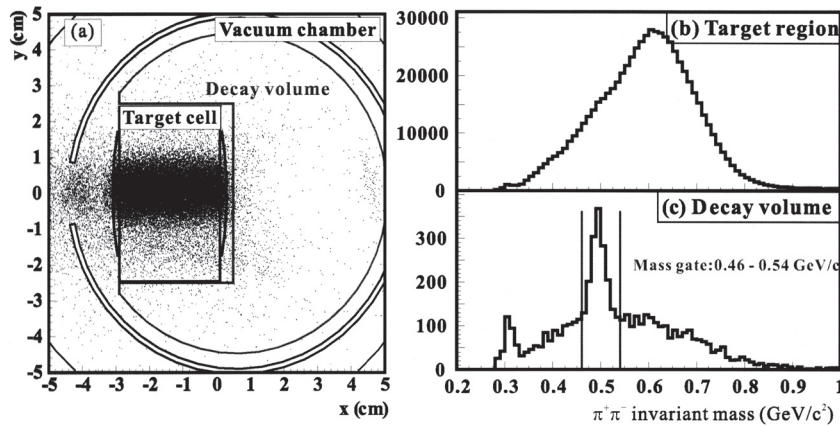 (a)
Vacuum chamber
Decay volume
Target cell
y (cm)
5
4
3
2
1
0
-1
-2
-3
-4
-5
-5 -4 -3 -2 -1 0 1 2 3 4 5
x (cm)
(b) Target region
30000
20000
10000
0
(c) Decay volume
Mass gate:0.46 - 0.54 GeV/c
300
200
100
0
0.2 0.3 0.4 0.5 0.6 0.7 0.8 0.9 1
π⁺π⁻ invariant mass (GeV/c²)